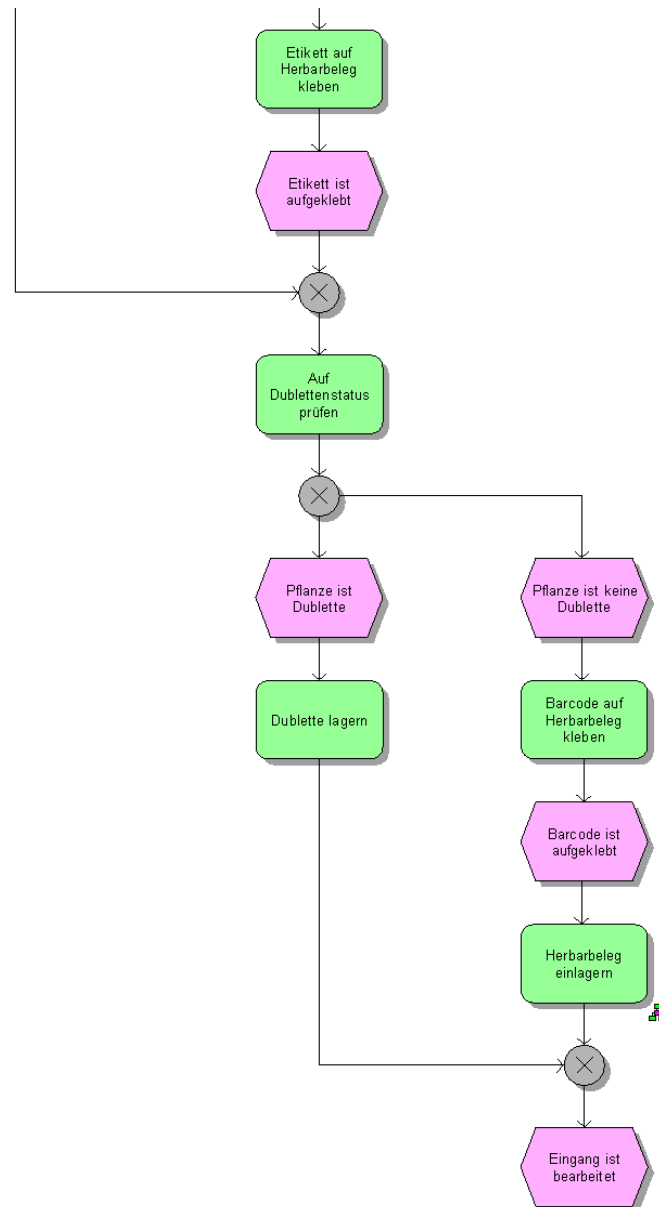 Etikett auf
Herbarbeleg
kleben
Etikett ist
aufgeklebt
Auf
Dublettenstatus
prüfen
Pflanze ist
Dublette
Pflanze ist keine
Dublette
Dublette lagern
Barcode auf
Herbarbeleg
kleben
Barcode ist
aufgeklebt
Herbarbeleg
einlagern
Eingang ist
bearbeitet